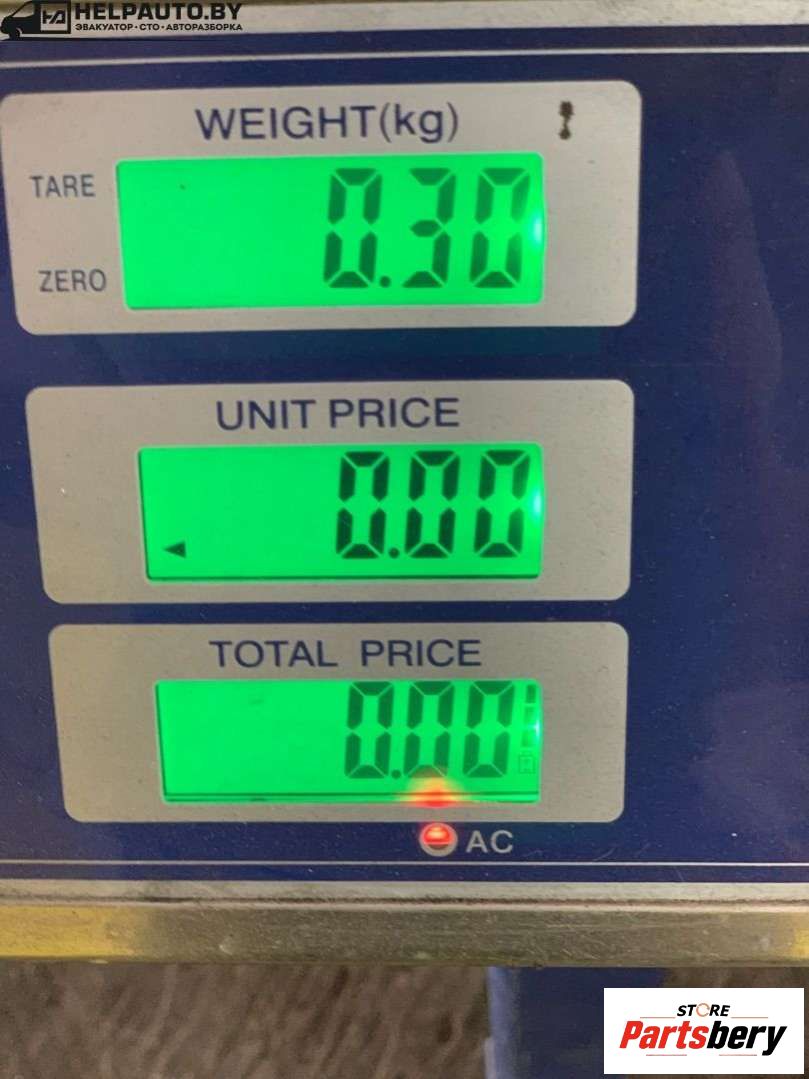 HELPAUTO.BY
ЭВАКУАТОР·СТО·АВТОРАЗБОРКА
WEIGHT(kg)
TARE
0.30
ZERO
UNIT PRICE
0.00
TOTAL PRICE
0.00
AC
STORE
Partsbery